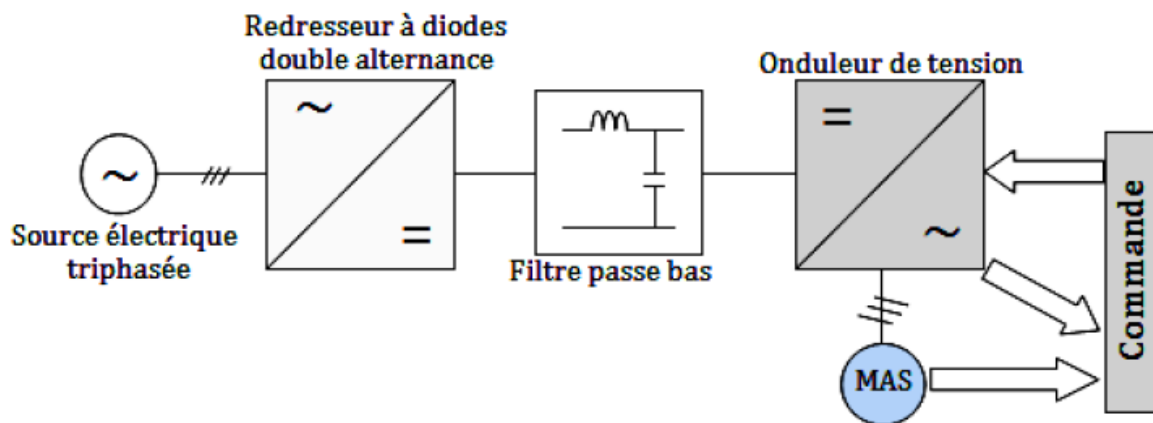 Redresseur à diodes
double alternance
Onduleur de tension
~
=
=
~
~
Source électrique
triphasée
Filtre passe bas
MAS
Commande